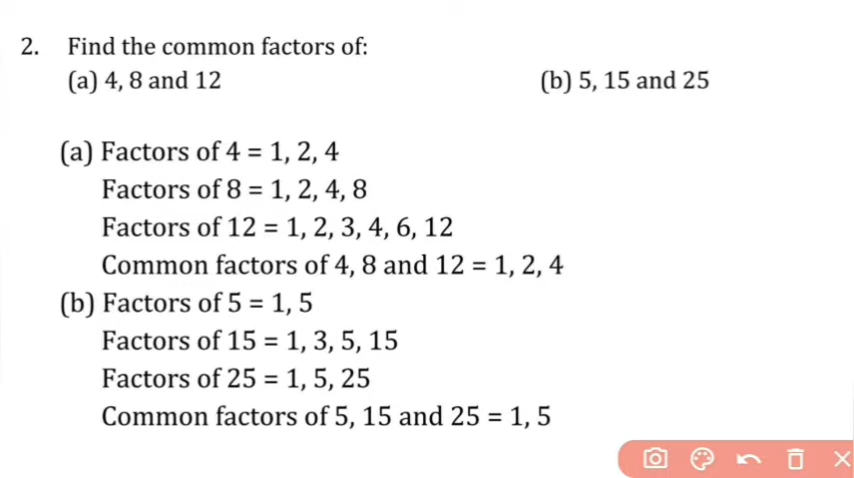 2. Find the common factors of:
(a) 4, 8 and 12 (b) 5, 15 and 25
(a) Factors of 4 = 1, 2, 4
Factors of 8 = 1, 2, 4, 8
Factors of 12 = 1, 2, 3, 4, 6, 12
Common factors of 4, 8 and 12 = 1, 2, 4
(b) Factors of 5 = 1, 5
Factors of 15 = 1, 3, 5, 15
Factors of 25 = 1, 5, 25
Common factors of 5, 15 and 25 = 1, 5